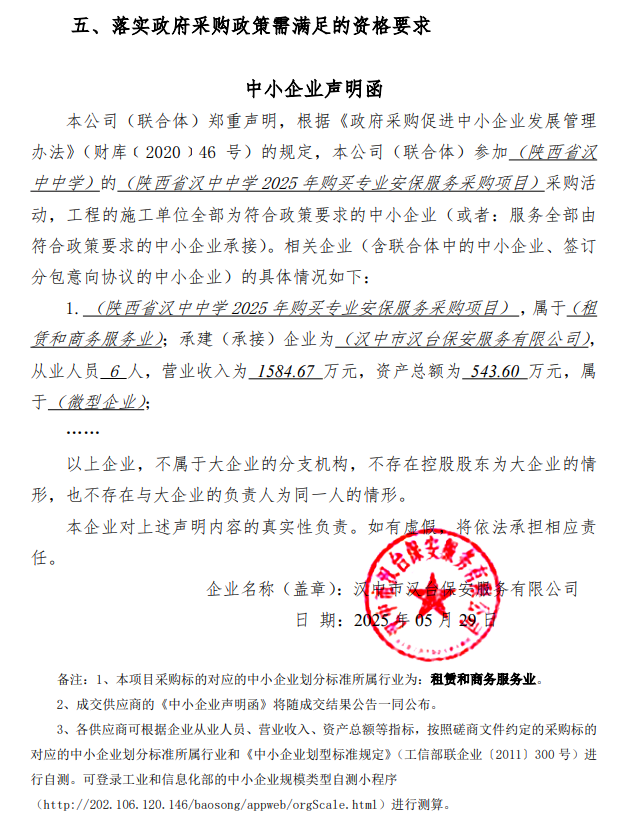 五、落实政府采购政策需满足的资格要求
中小企业声明函
本公司（联合体）郑重声明，根据《政府采购促进中小企业发展管理
办法》（财库﹝2020﹞46 号）的规定，本公司（联合体）参加（陕西省汉
中中学）的（陕西省汉中中学 2025 年购买专业安保服务采购项目）采购活
动，工程的施工单位全部为符合政策要求的中小企业（或者：服务全部由
符合政策要求的中小企业承接）。相关企业（含联合体中的中小企业、签订
分包意向协议的中小企业）的具体情况如下：
1. （陕西省汉中中学 2025 年购买专业安保服务采购项目），属于（租
赁和商务服务业）；承建（承接）企业为（汉中市汉台保安服务有限公司），
从业人员 6 人，营业收入为 1584.67 万元，资产总额为 543.60 万元，属
于（微型企业）；
……
以上企业，不属于大企业的分支机构，不存在控股股东为大企业的情
形，也不存在与大企业的负责人为同一人的情形。
本企业对上述声明内容的真实性负责。如有虚假，将依法承担相应责
任。
企业名称（盖章）：汉中市汉台保安服务有限公司
日 期：2025 年 05 月 29 日
汉中市汉台保安服务有限公司
备注：1、本项目采购标的对应的中小企业划分标准所属行业为：租赁和商务服务业。
2、成交供应商的《中小企业声明函》将随成交结果公告一同公布。
3、各供应商可根据企业从业人员、营业收入、资产总额等指标，按照磋商文件约定的采购标的
对应的中小企业划分标准所属行业和《中小企业划型标准规定》（工信部联企业〔2011〕300 号）进
行自测。可登录工业和信息化部的中小企业规模类型自测小程序
（http://202.106.120.146/baosong/appweb/orgScale.html）进行测算。